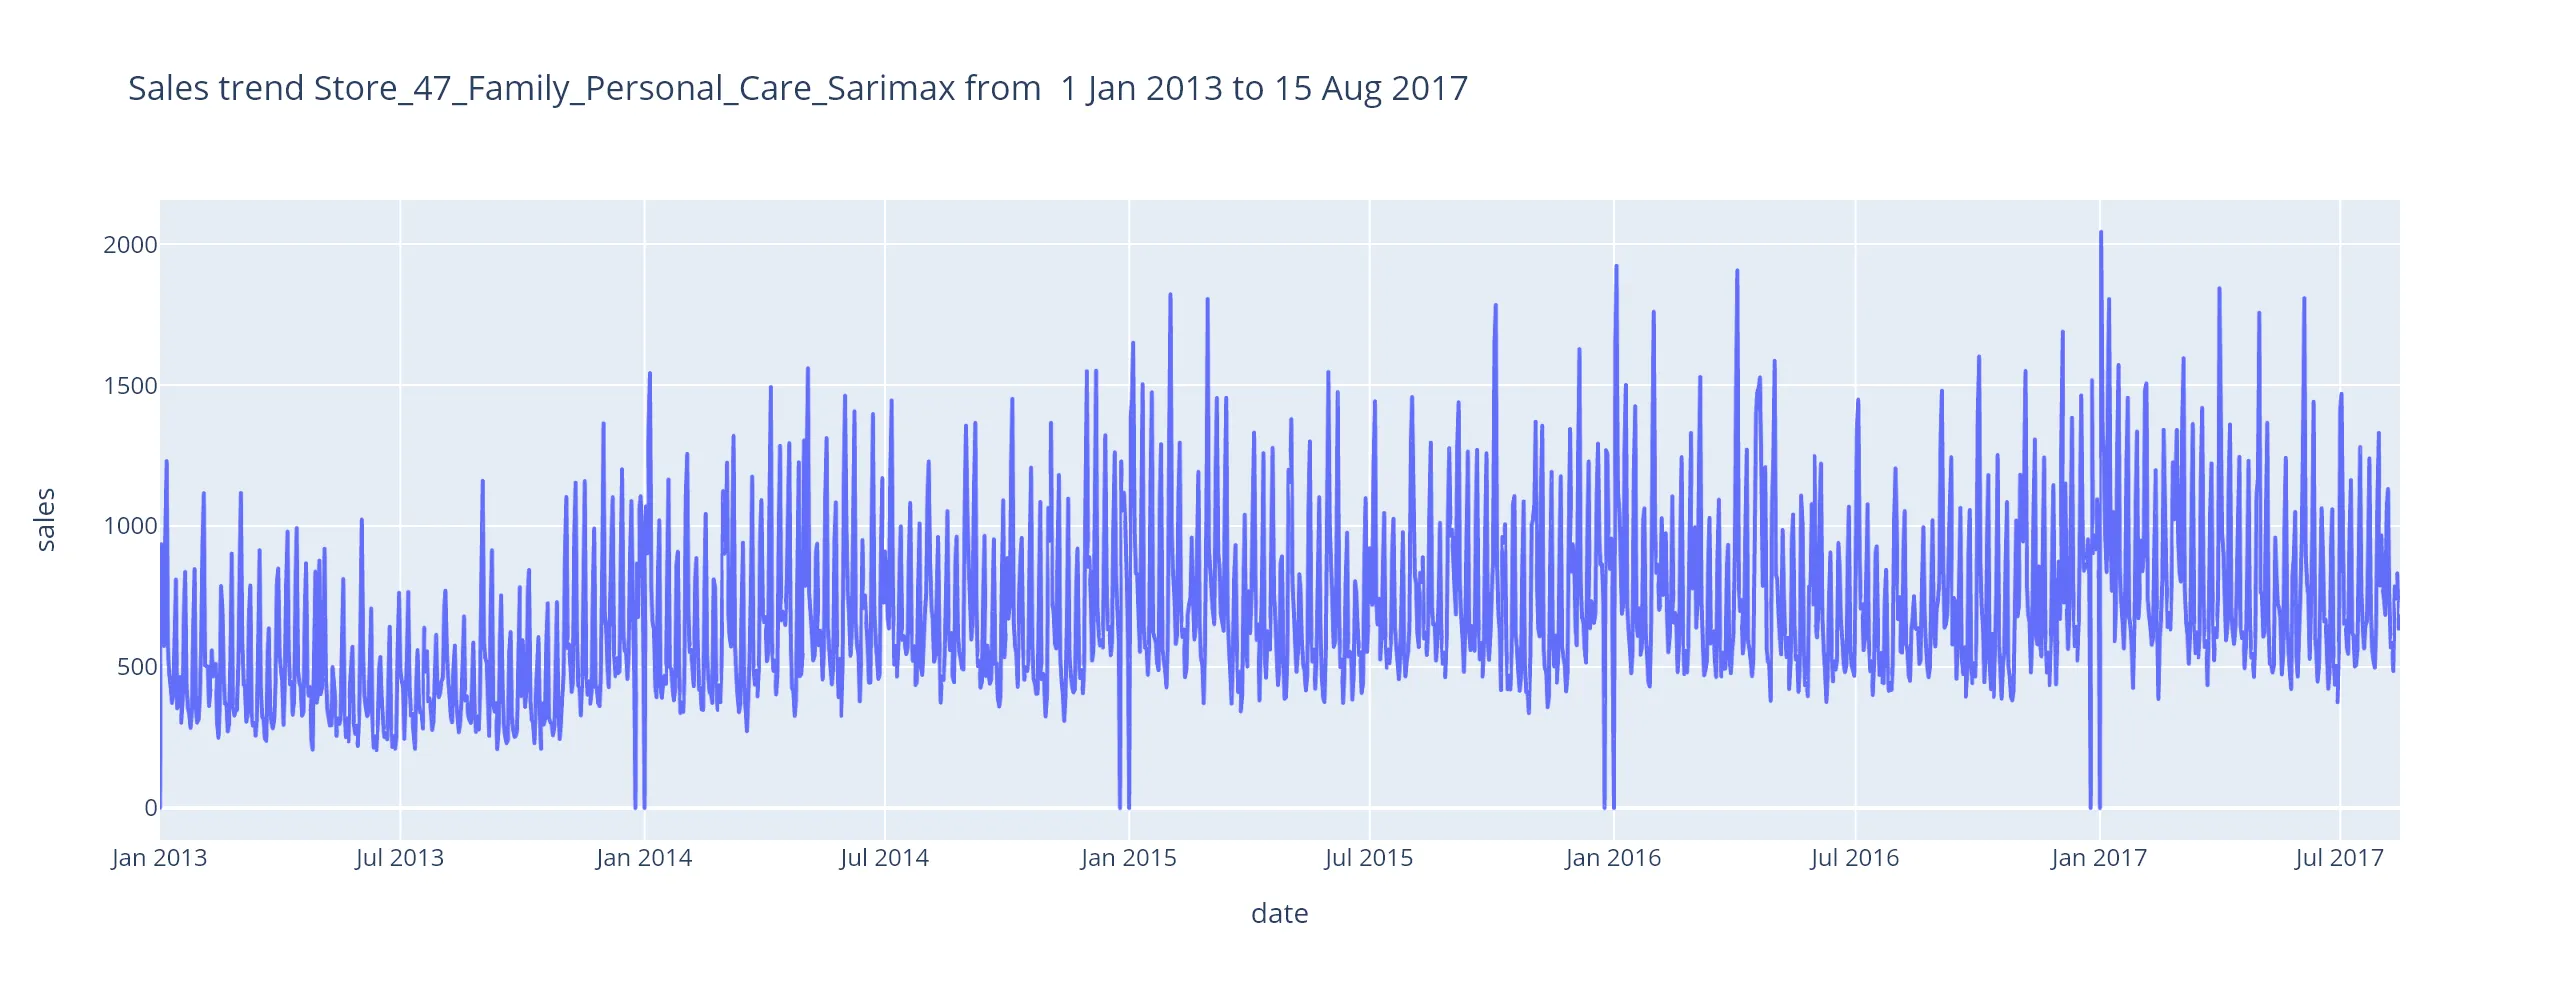 Sales trend Store_47_Family_Personal_Care_Sarimax from  1 Jan 2013 to 15 Aug 2017
2000
1500
1000
500
0
sales
Jan 2013 Jul 2013 Jan 2014 Jul 2014 Jan 2015 Jul 2015 Jan 2016 Jul 2016 Jan 2017 Jul 2017
date